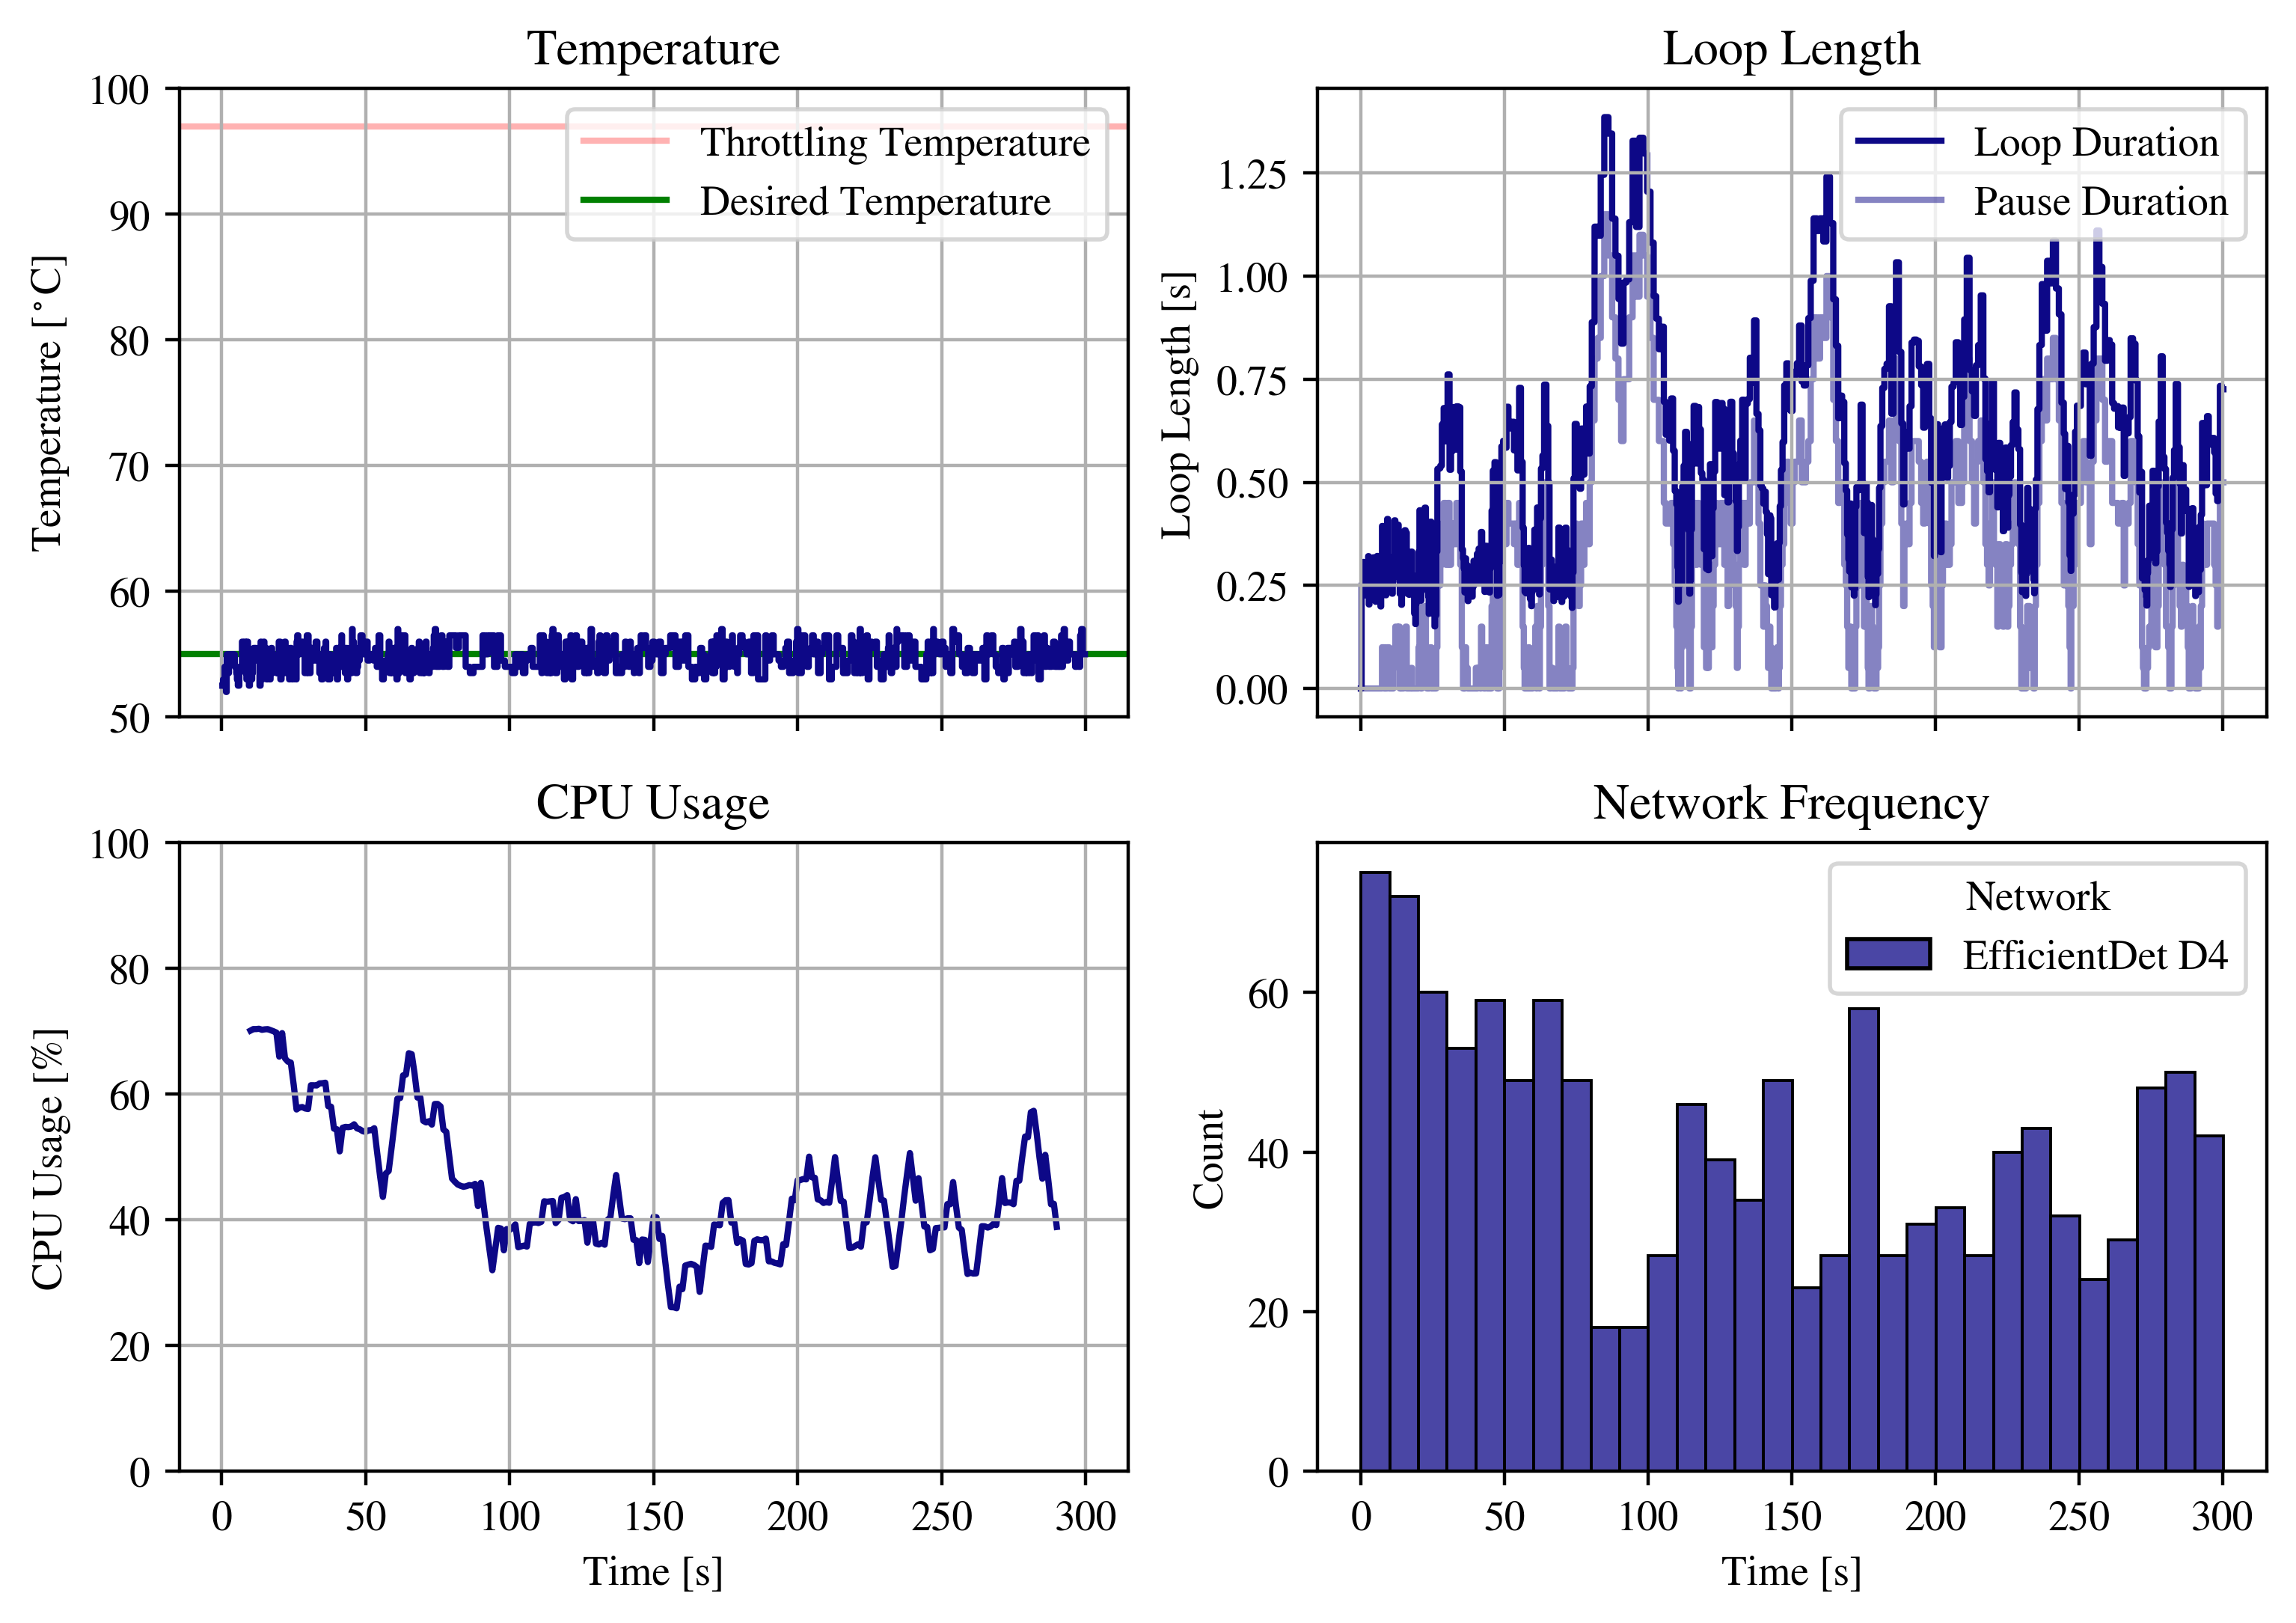 Temperature
100
90
80
70
60
50
Temperature [°C]
Throttling Temperature
Desired Temperature
Loop Length
1.25
1.00
0.75
0.50
0.25
0.00
Loop Length [s]
Loop Duration
Pause Duration
CPU Usage
100
80
60
40
20
0
CPU Usage [%]
0 50 100 150 200 250 300
Time [s]
Network Frequency
60
40
20
0
Count
Network
EfficientDet D4
0 50 100 150 200 250 300
Time [s]